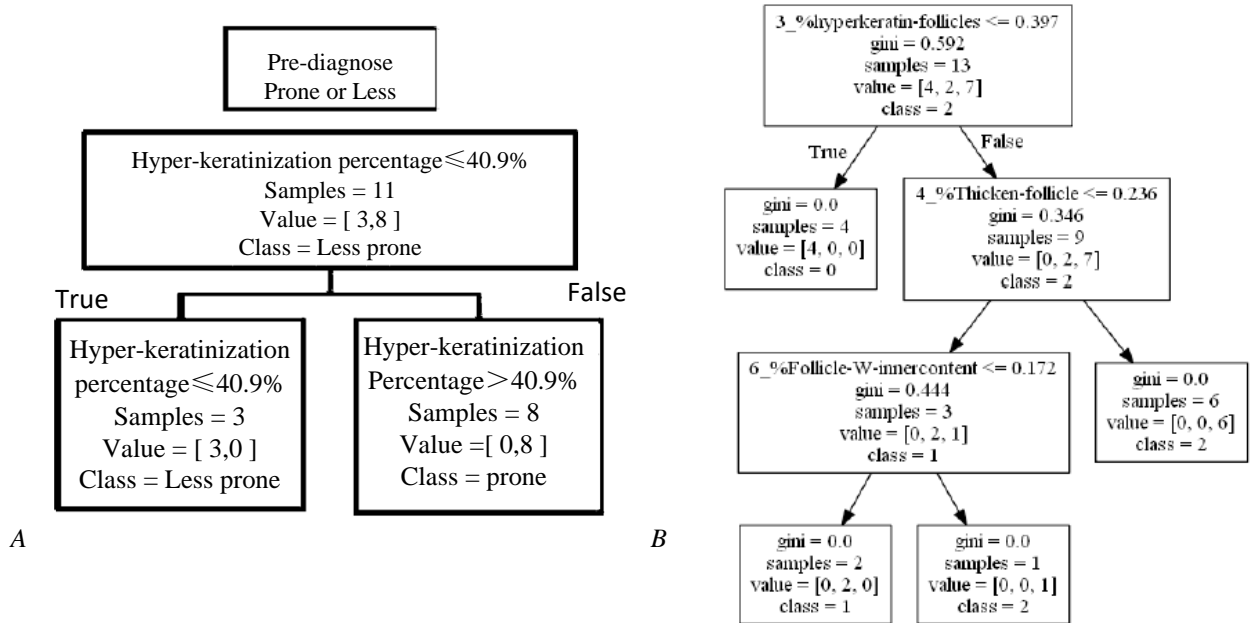 Pre-diagnose
Prone or Less
Hyper-keratinization percentage≤40.9%
Samples = 11
Value = [ 3,8 ]
Class = Less prone
True
False
Hyper-keratinization
percentage≤40.9%
Samples = 3
Value = [ 3,0 ]
Class = Less prone
Hyper-keratinization
Percentage＞40.9%
Samples = 8
Value =[ 0,8 ]
Class = prone
A
3_%hyperkeratin-follicles <= 0.397
gini = 0.592
samples = 13
value = [4, 2, 7]
class = 2
True
False
gini = 0.0
samples = 4
value = [4, 0, 0]
class = 0
4_%Thicken-follicle <= 0.236
gini = 0.346
samples = 9
value = [0, 2, 7]
class = 2
6_%Follicle-W-innercontent <= 0.172
gini = 0.444
samples = 3
value = [0, 2, 1]
class = 1
gini = 0.0
samples = 6
value = [0, 0, 6]
class = 2
gini = 0.0
samples = 2
value = [0, 2, 0]
class = 1
gini = 0.0
samples = 1
value = [0, 0, 1]
class = 2
B